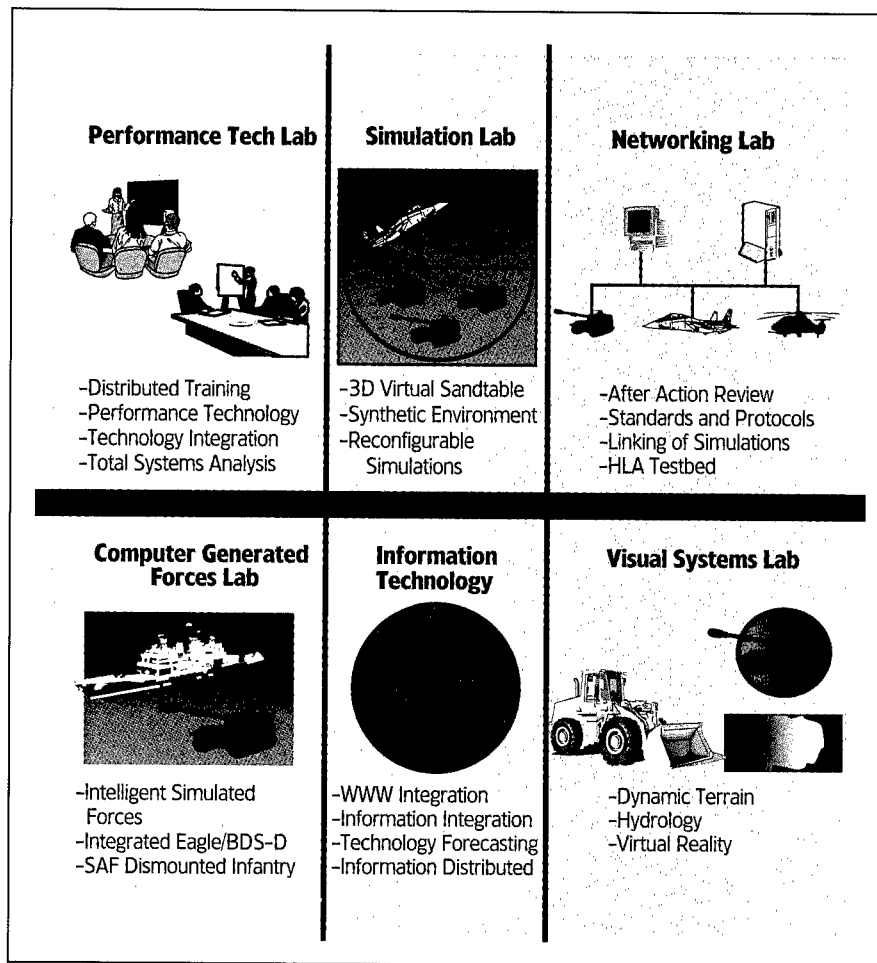 Performance Tech Lab
-Distributed Training
-Performance Technology
-Technology Integration
-Total Systems Analysis
Simulation Lab
-3D Virtual Sandtable
-Synthetic Environment
-Reconfigurable
Simulations
Networking Lab
-After Action Review
-Standards and Protocols
-Linking of Simulations
-HLA Testbed
Computer Generated
Forces Lab
-Intelligent Simulated
Forces
-Integrated Eagle/BDS-D
-SAF Dismounted Infantry
Information
Technology
-WWW Integration
-Information Integration
-Technology Forecasting
-Information Distributed
Visual Systems Lab
-Dynamic Terrain
-Hydrology
-Virtual Reality